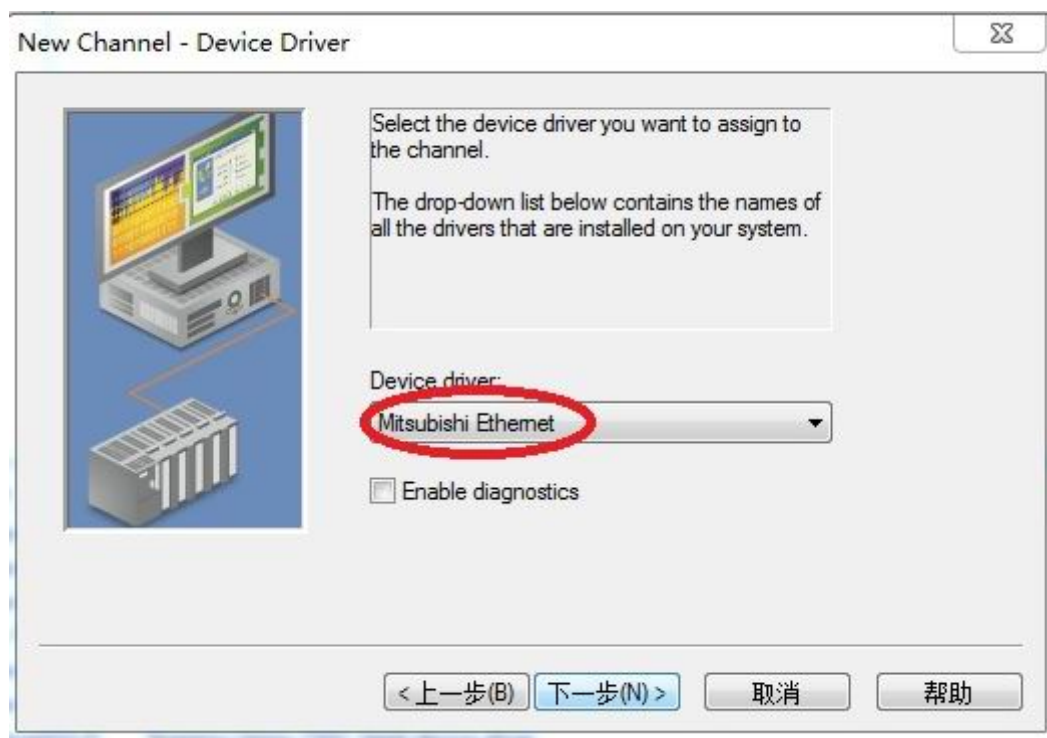 New Channel - Device Driver
Select the device driver you want to assign to
the channel.
The drop-down list below contains the names of
all the drivers that are installed on your system.
Device driver:
Mitsubishi Ethernet
Enable diagnostics
<上一步(B) 下一步(N)> 取消 帮助